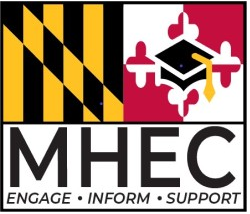 MHEC
ENGAGE • INFORM • SUPPORT